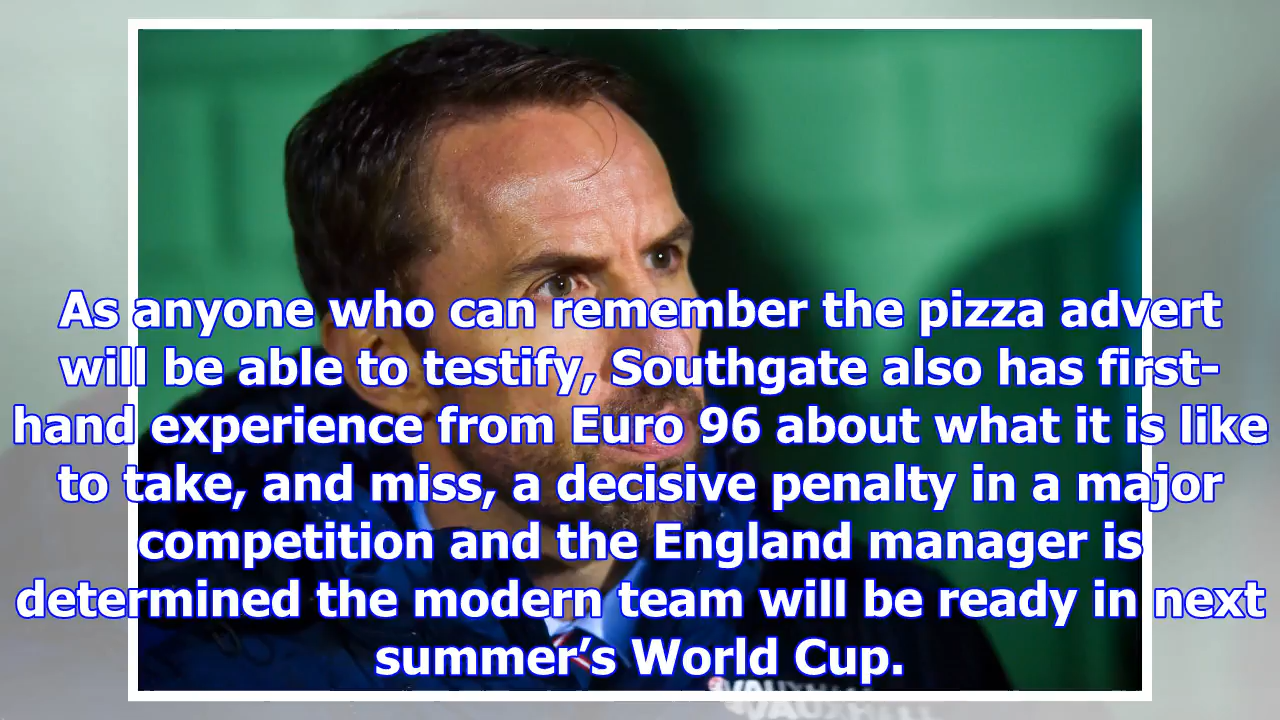 As anyone who can remember the pizza advert
will be able to testify, Southgate also has first-
hand experience from Euro 96 about what it is like
to take, and miss, a decisive penalty in a major
competition and the England manager is
determined the modern team will be ready in next
summer’s World Cup.
VAUXHALL
VAUXHALL